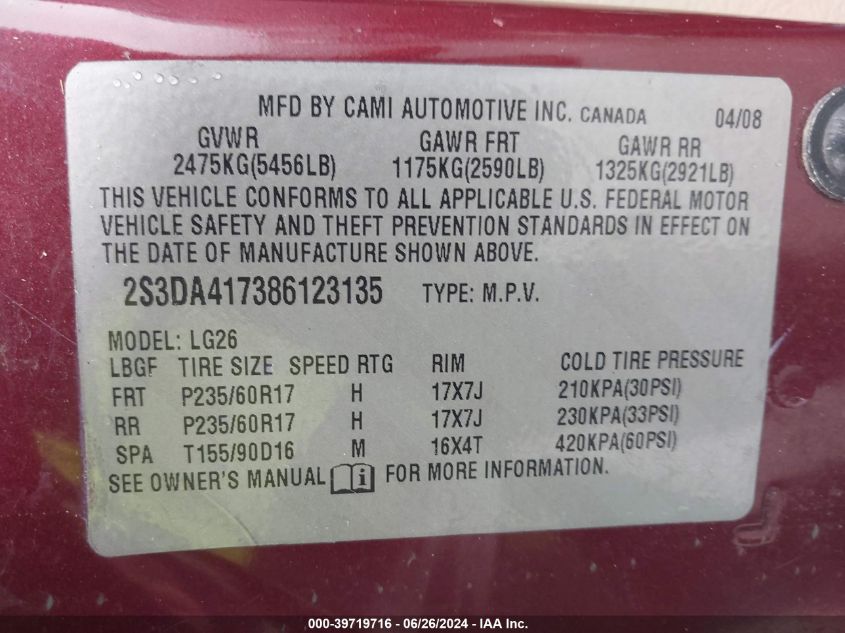 MFD BY CAMI AUTOMOTIVE INC. CANADA 04/08
GVWR GAWR FRT GAWR RR
2475KG(5456LB) 1175KG(2590LB) 1325KG(2921LB)
THIS VEHICLE CONFORMS TO ALL APPLICABLE U.S. FEDERAL MOTOR
VEHICLE SAFETY AND THEFT PREVENTION STANDARDS IN EFFECT ON
THE DATE OF MANUFACTURE SHOWN ABOVE.
2S3DA417386123135 TYPE: M.P.V.
MODEL: LG26
LBGF TIRE SIZE SPEED RTG RIM COLD TIRE PRESSURE
FRT P235/60R17 H 17X7J 210KPA(30PSI)
RR P235/60R17 H 17X7J 230KPA(33PSI)
SPA T155/90D16 M 16X4T 420KPA(60PSI)
SEE OWNER'S MANUAL i FOR MORE INFORMATION.
000-39719716 - 06/26/2024 - IAA Inc.